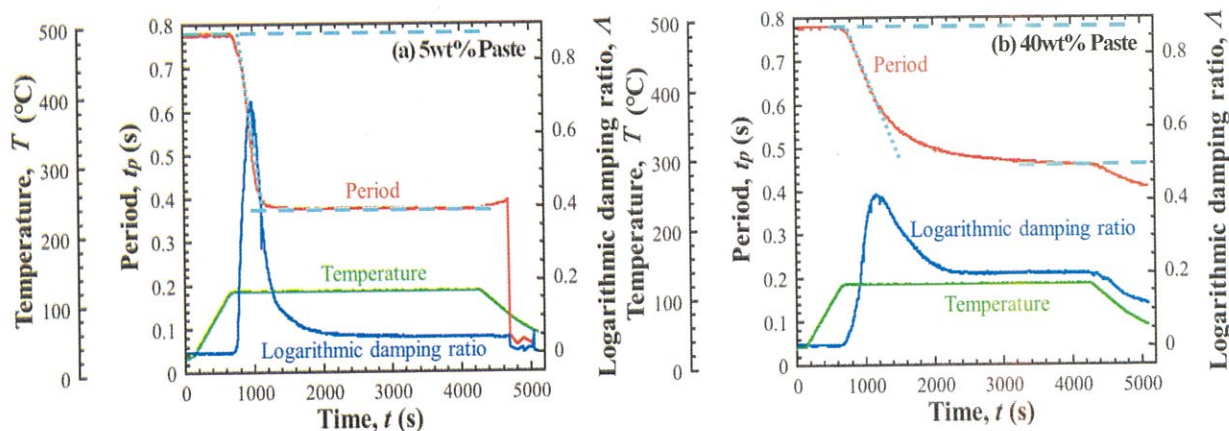 Temperature, T (°C)
500
400
300
200
100
0
Period, tp (s)
0.8
0.7
0.6
0.5
0.4
0.3
0.2
0.1
0
(a) 5wt% Paste
Period
Temperature
Logarithmic damping ratio
0.8
0.6
0.4
0.2
0
Logarithmic damping ratio, Λ
0 1000 2000 3000 4000 5000
Time, t (s)
Temperature, T (°C)
500
400
300
200
100
0
Period, tp (s)
0.8
0.7
0.6
0.5
0.4
0.3
0.2
0.1
0
(b) 40wt% Paste
Period
Logarithmic damping ratio
Temperature
0.8
0.6
0.4
0.2
0
Logarithmic damping ratio, Λ
0 1000 2000 3000 4000 5000
Time, t (s)